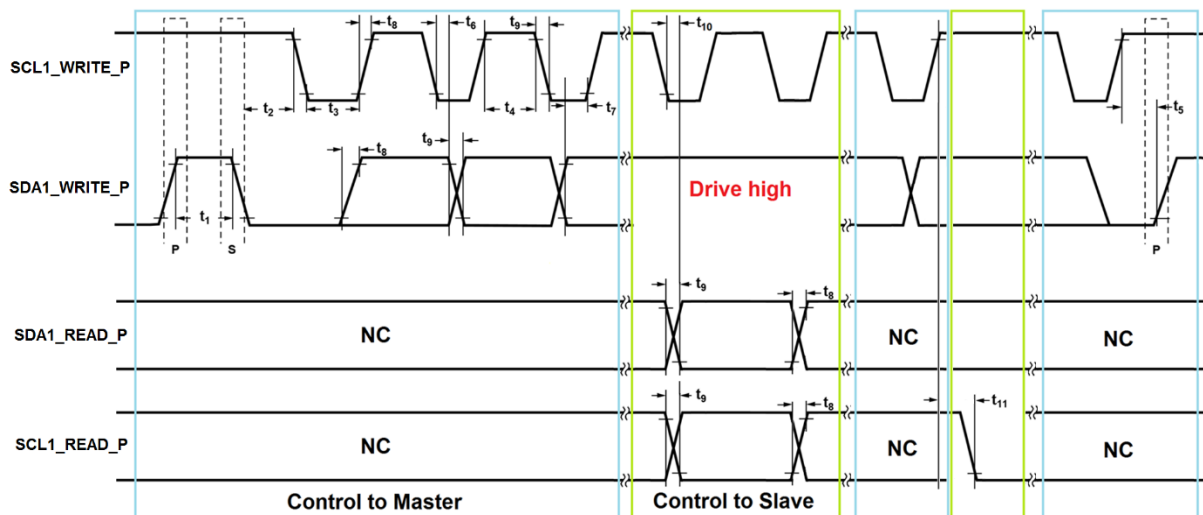 t8
t6
t9
t10
SCL1_WRITE_P
t2
t3
t4
t7
t5
t9
t8
SDA1_WRITE_P
Drive high
t1
P
S
P
t9
t8
SDA1_READ_P
NC
NC
NC
t9
t8
t11
SCL1_READ_P
NC
NC
NC
Control to Master
Control to Slave